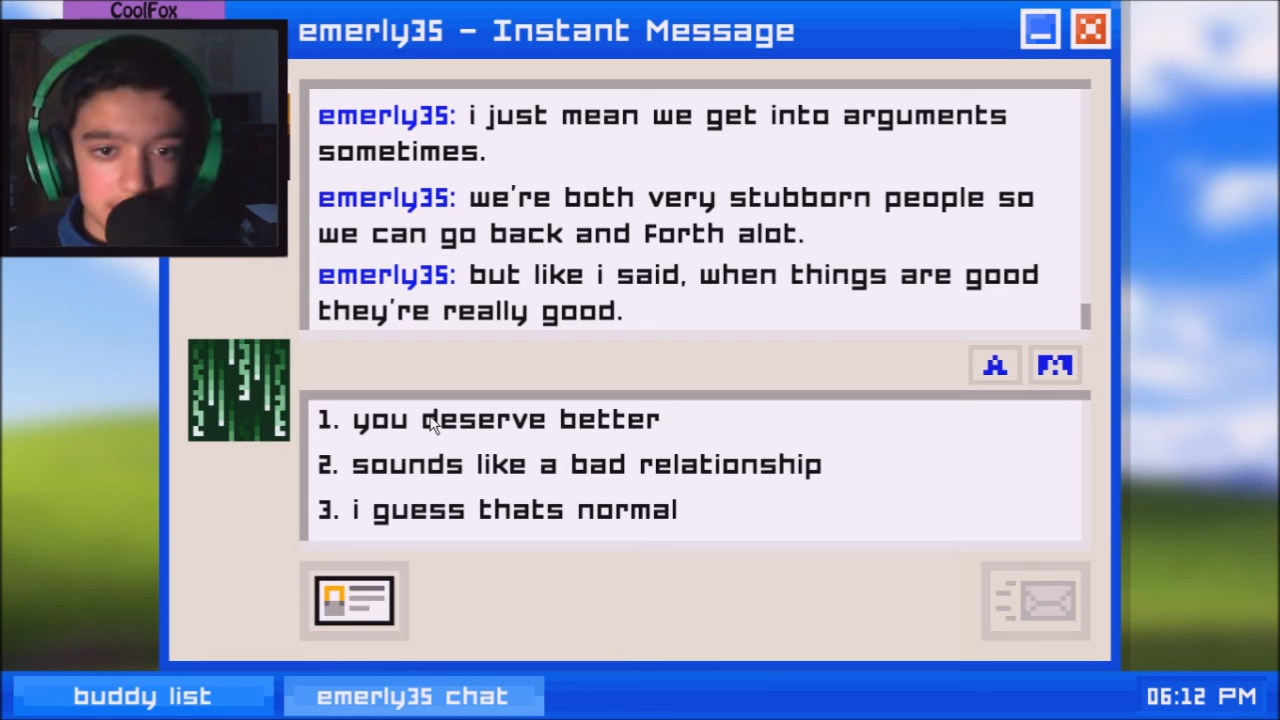 CoolFox
emerly35 - Instant Message
emerly35: i just mean we get into arguments
sometimes.
emerly35: we're both very stubborn people so
we can go back and forth alot.
emerly35: but like i said, when things are good
they're really good.
A
1. you deserve better
2. sounds like a bad relationship
3. i guess thats normal
buddy list
emerly35 chat
06:12 PM